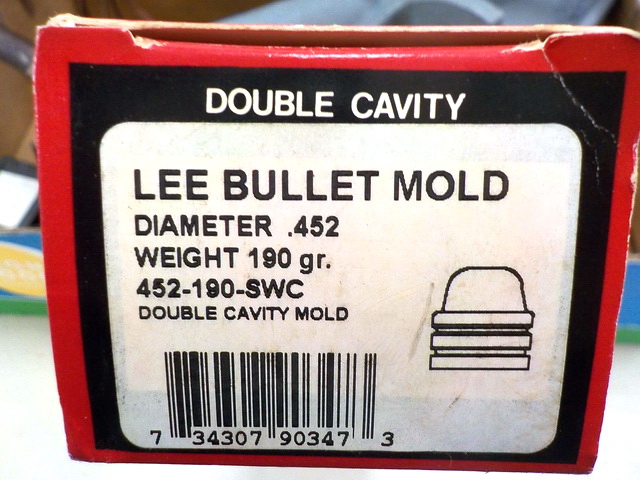 DOUBLE CAVITY
LEE BULLET MOLD
DIAMETER .452
WEIGHT 190 gr.
452-190-SWC
DOUBLE CAVITY MOLD
7 34307 90347 3